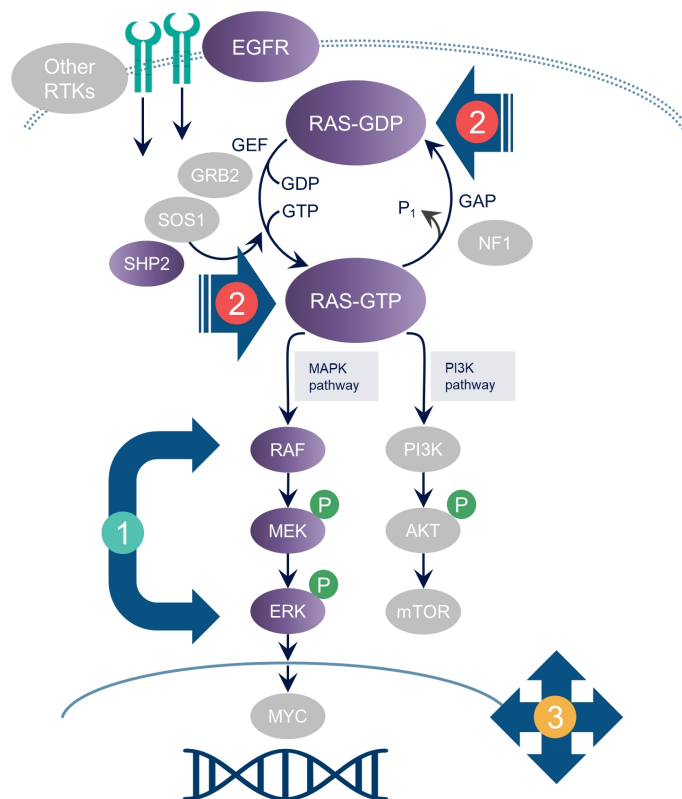 EGFR
Other
RTKs
RAS-GDP
2
GEF
GRB2
GDP
GTP
P1
GAP
SOS1
NF1
SHP2
2
RAS-GTP
MAPK
pathway
PI3K
pathway
RAF
PI3K
P
P
MEK
AKT
1
P
ERK
mTOR
MYC
3